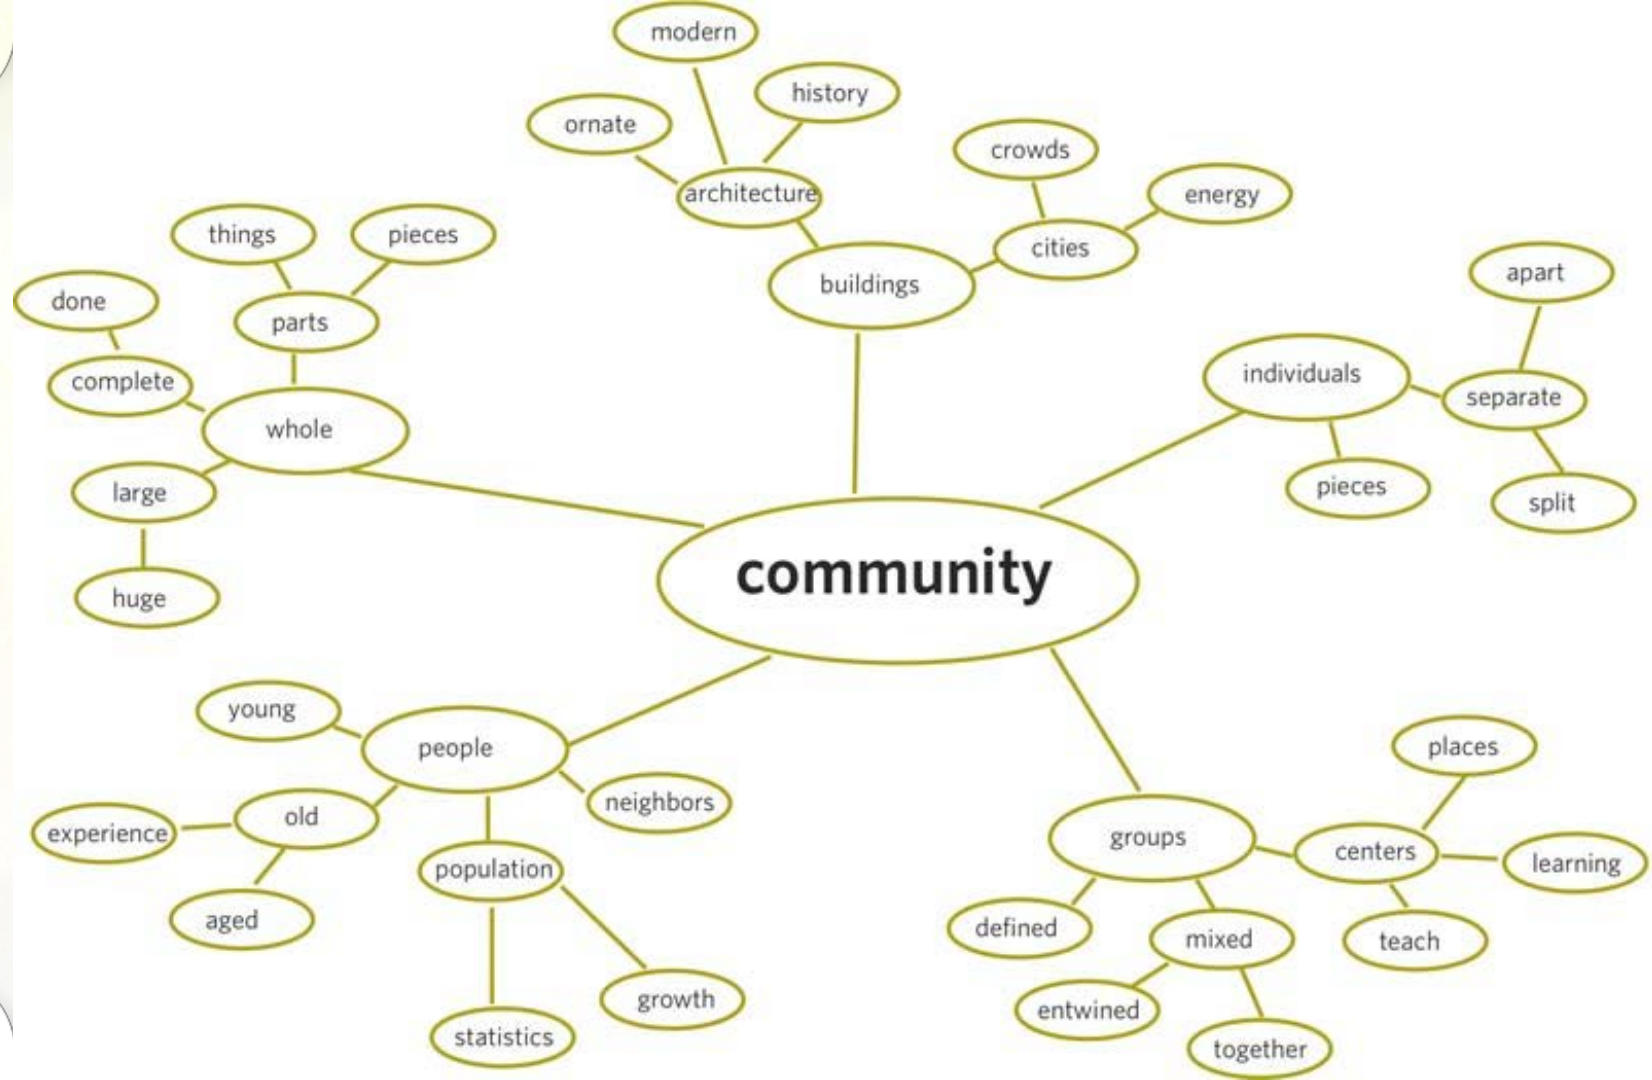 modern
history
ornate
crowds
architecture
energy
things
pieces
cities
apart
buildings
done
parts
individuals
complete
separate
whole
large
pieces
split
community
huge
young
people
places
neighbors
old
experience
groups
centers
learning
population
aged
defined
mixed
teach
growth
entwined
statistics
together